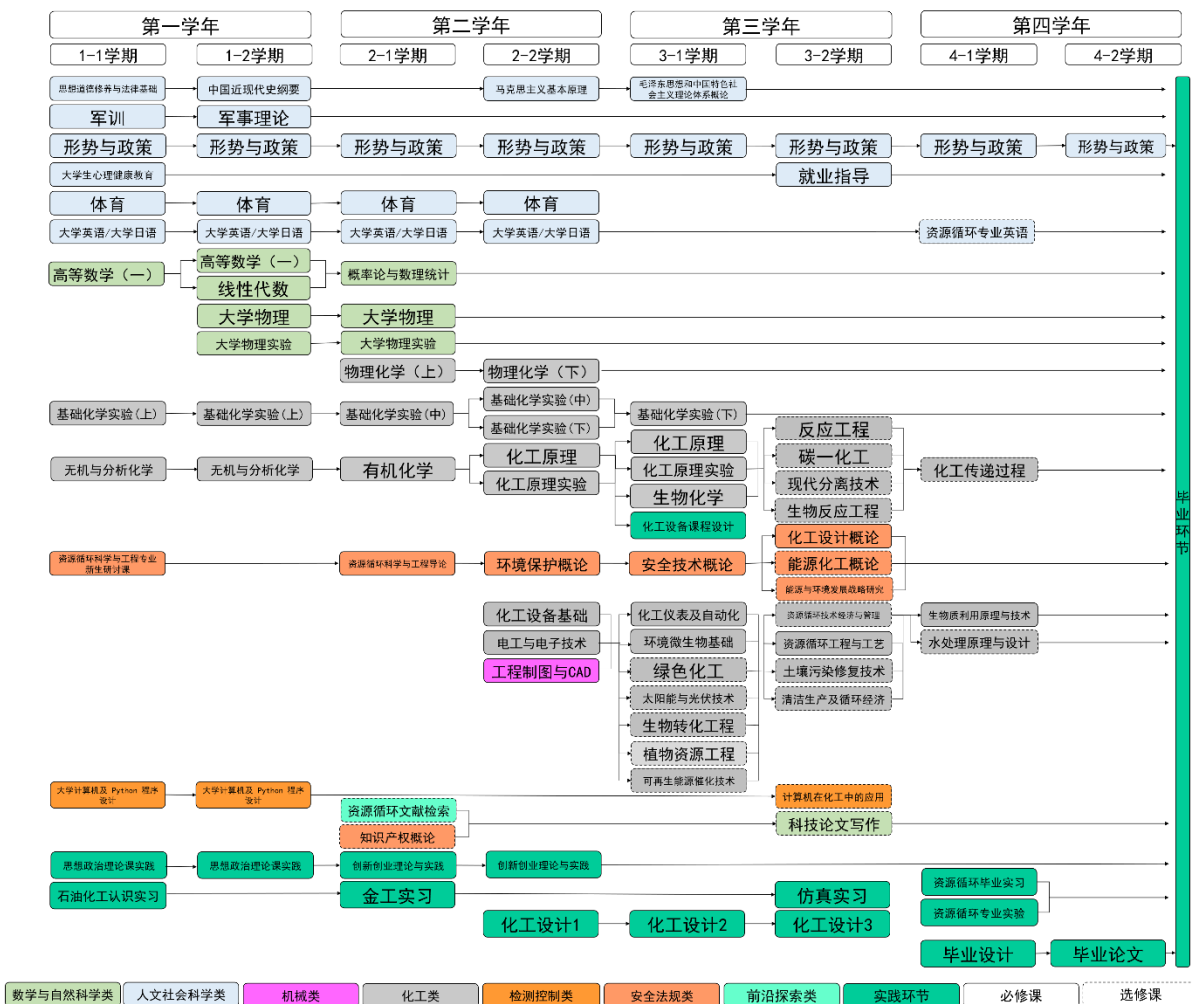 第一学年 第二学年 第三学年 第四学年
1-1学期 1-2学期 2-1学期 2-2学期 3-1学期 3-2学期 4-1学期 4-2学期
思想道德修养与法律基础 中国近现代史纲要 马克思主义基本原理 毛泽东思想和中国特色社
会主义理论体系概论
军训 军事理论
形势与政策 形势与政策 形势与政策 形势与政策 形势与政策 形势与政策 形势与政策 形势与政策
大学生心理健康教育 就业指导
体育 体育 体育 体育
大学英语/大学日语 大学英语/大学日语 大学英语/大学日语 大学英语/大学日语 资源循环专业英语
高等数学（一） 高等数学（一） 概率论与数理统计
线性代数
大学物理 大学物理
大学物理实验 大学物理实验
物理化学（上） 物理化学（下）
基础化学实验(上) 基础化学实验(上) 基础化学实验(中) 基础化学实验(中) 基础化学实验(下)
基础化学实验(下)
反应工程
无机与分析化学 无机与分析化学 有机化学 化工原理 化工原理 碳一化工 化工传递过程
化工原理实验 化工原理实验 现代分离技术
生物化学 生物反应工程
化工设备课程设计 化工设计概论
资源循环科学与工程专业
新生研讨课 资源循环科学与工程导论 环境保护概论 安全技术概论 能源化工概论
能源与环境发展战略研究
化工设备基础 化工仪表及自动化 资源循环技术经济与管理 生物质利用原理与技术
电工与电子技术 环境微生物基础 资源循环工程与工艺 水处理原理与设计
工程制图与CAD 绿色化工 土壤污染修复技术
太阳能与光伏技术 清洁生产及循环经济
生物转化工程
植物资源工程
可再生能源催化技术
大学计算机及 Python 程序
设计 大学计算机及 Python 程序
设计 计算机在化工中的应用
资源循环文献检索 科技论文写作
知识产权概论
思想政治理论课实践 思想政治理论课实践 创新创业理论与实践 创新创业理论与实践
石油化工认识实习 金工实习 仿真实习 资源循环毕业实习
资源循环专业实验
化工设计1 化工设计2 化工设计3
毕业设计 毕业论文
毕业环节
数学与自然科学类 人文社会科学类 机械类 化工类 检测控制类 安全法规类 前沿探索类 实践环节 必修课 选修课